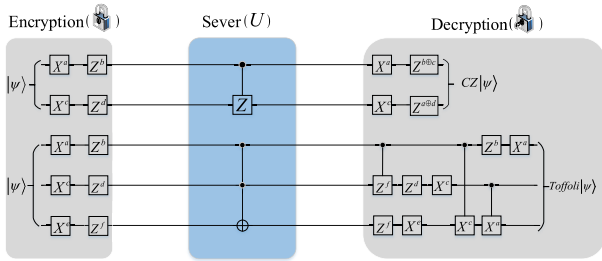 Encryption( ) Sever(U) Decryption( )
X^a Z^b X^a Z^{b⊕c}
|ψ⟩ CZ|ψ⟩
X^c Z^d Z X^c Z^{a⊕d}
X^a Z^b Z^b X^a
|ψ⟩ X^c Z^d Z^f Z^d X^c Toffoli|ψ⟩
X^e Z^f Z^f X^e X^c X^a